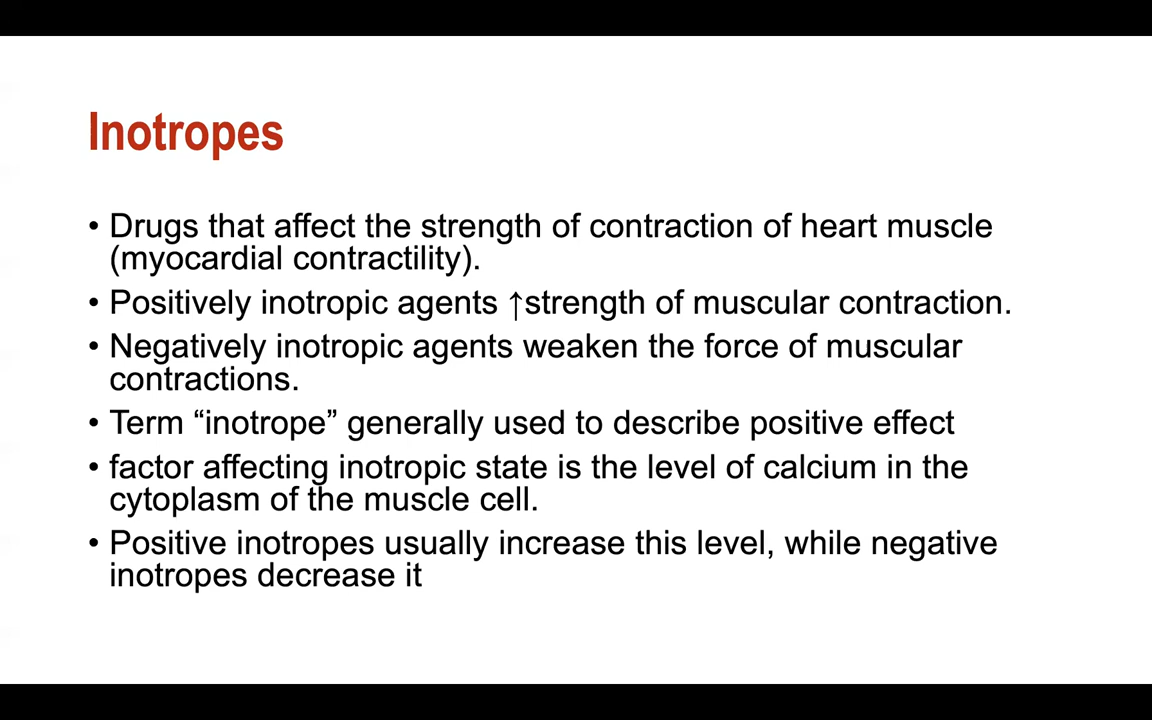 Inotropes
• Drugs that affect the strength of contraction of heart muscle
(myocardial contractility).
• Positively inotropic agents ↑strength of muscular contraction.
• Negatively inotropic agents weaken the force of muscular
contractions.
• Term “inotrope” generally used to describe positive effect
• factor affecting inotropic state is the level of calcium in the
cytoplasm of the muscle cell.
• Positive inotropes usually increase this level, while negative
inotropes decrease it